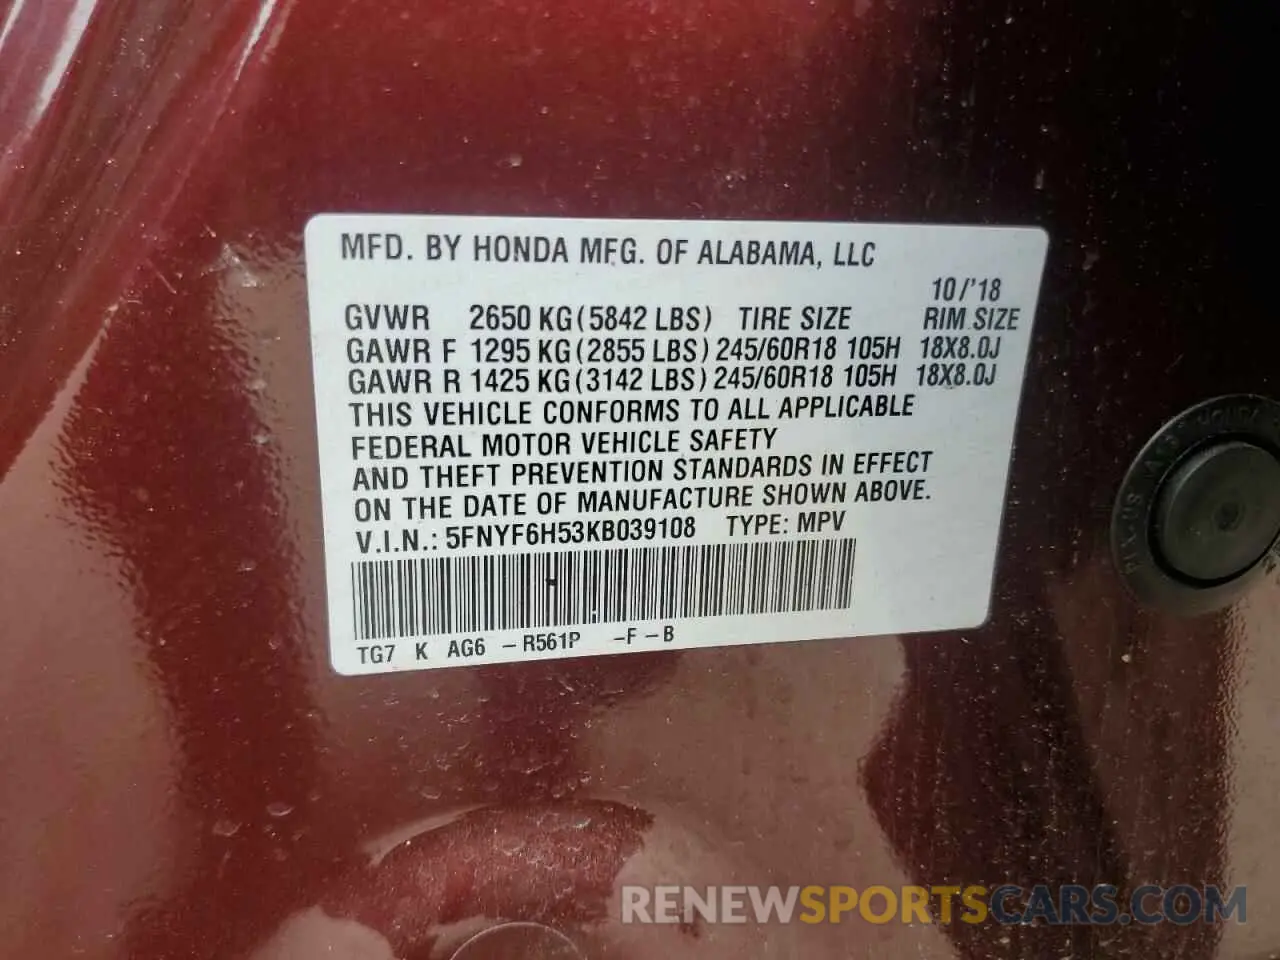 MFD. BY HONDA MFG. OF ALABAMA, LLC
10/'18
GVWR 2650 KG (5842 LBS) TIRE SIZE RIM SIZE
GAWR F 1295 KG (2855 LBS) 245/60R18 105H 18X8.0J
GAWR R 1425 KG (3142 LBS) 245/60R18 105H 18X8.0J
THIS VEHICLE CONFORMS TO ALL APPLICABLE
FEDERAL MOTOR VEHICLE SAFETY
AND THEFT PREVENTION STANDARDS IN EFFECT
ON THE DATE OF MANUFACTURE SHOWN ABOVE.
V.I.N.: 5FNYF6H53KB039108 TYPE: MPV
TG7 K AG6 -R561P -F-B
RENEWSPORTSCARS.COM